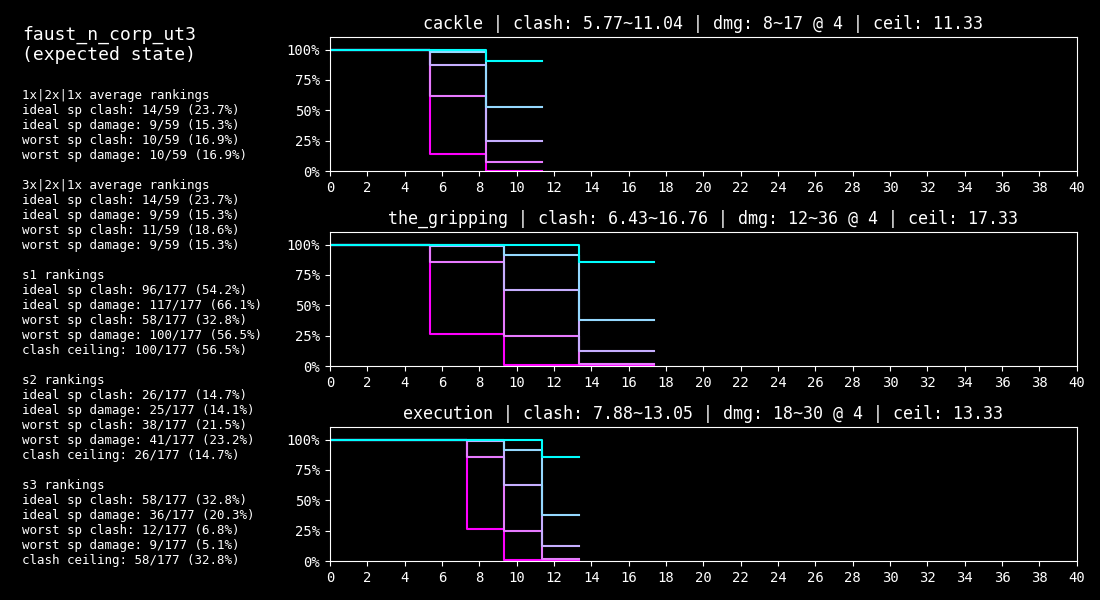 faust_n_corp_ut3
(expected state)
1x|2x|1x average rankings
ideal sp clash: 14/59 (23.7%)
ideal sp damage: 9/59 (15.3%)
worst sp clash: 10/59 (16.9%)
worst sp damage: 10/59 (16.9%)
3x|2x|1x average rankings
ideal sp clash: 14/59 (23.7%)
ideal sp damage: 9/59 (15.3%)
worst sp clash: 11/59 (18.6%)
worst sp damage: 9/59 (15.3%)
s1 rankings
ideal sp clash: 96/177 (54.2%)
ideal sp damage: 117/177 (66.1%)
worst sp clash: 58/177 (32.8%)
worst sp damage: 100/177 (56.5%)
clash ceiling: 100/177 (56.5%)
s2 rankings
ideal sp clash: 26/177 (14.7%)
ideal sp damage: 25/177 (14.1%)
worst sp clash: 38/177 (21.5%)
worst sp damage: 41/177 (23.2%)
clash ceiling: 26/177 (14.7%)
s3 rankings
ideal sp clash: 58/177 (32.8%)
ideal sp damage: 36/177 (20.3%)
worst sp clash: 12/177 (6.8%)
worst sp damage: 9/177 (5.1%)
clash ceiling: 58/177 (32.8%)
cackle | clash: 5.77~11.04 | dmg: 8~17 @ 4 | ceil: 11.33
100%
75%
50%
25%
0%
0 2 4 6 8 10 12 14 16 18 20 22 24 26 28 30 32 34 36 38 40
the_gripping | clash: 6.43~16.76 | dmg: 12~36 @ 4 | ceil: 17.33
100%
75%
50%
25%
0%
0 2 4 6 8 10 12 14 16 18 20 22 24 26 28 30 32 34 36 38 40
execution | clash: 7.88~13.05 | dmg: 18~30 @ 4 | ceil: 13.33
100%
75%
50%
25%
0%
0 2 4 6 8 10 12 14 16 18 20 22 24 26 28 30 32 34 36 38 40